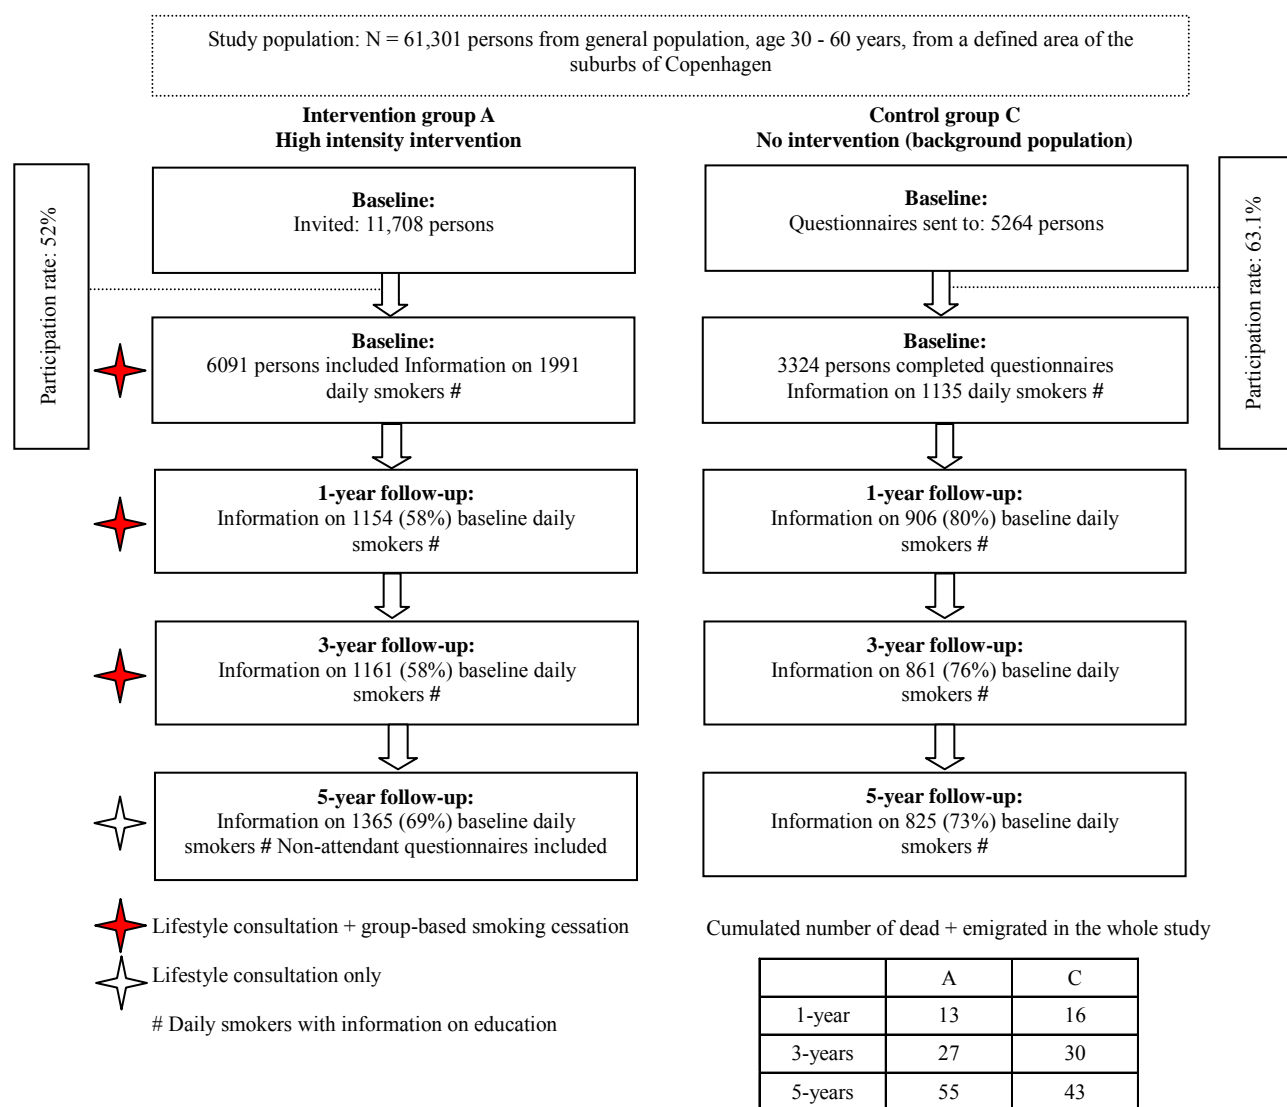 Study population: N = 61,301 persons from general population, age 30 - 60 years, from a defined area of the
suburbs of Copenhagen
Intervention group A
High intensity intervention
Control group C
No intervention (background population)
Participation rate: 52%
Baseline:
Invited: 11,708 persons
Baseline:
Questionnaires sent to: 5264 persons
Participation rate: 63.1%
Baseline:
6091 persons included Information on 1991
daily smokers #
Baseline:
3324 persons completed questionnaires
Information on 1135 daily smokers #
1-year follow-up:
Information on 1154 (58%) baseline daily
smokers #
1-year follow-up:
Information on 906 (80%) baseline daily
smokers #
3-year follow-up:
Information on 1161 (58%) baseline daily
smokers #
3-year follow-up:
Information on 861 (76%) baseline daily
smokers #
5-year follow-up:
Information on 1365 (69%) baseline daily
smokers # Non-attendant questionnaires included
5-year follow-up:
Information on 825 (73%) baseline daily
smokers #
Lifestyle consultation + group-based smoking cessation
Lifestyle consultation only
# Daily smokers with information on education
Cumulated number of dead + emigrated in the whole study
A C
1-year 13 16
3-years 27 30
5-years 55 43